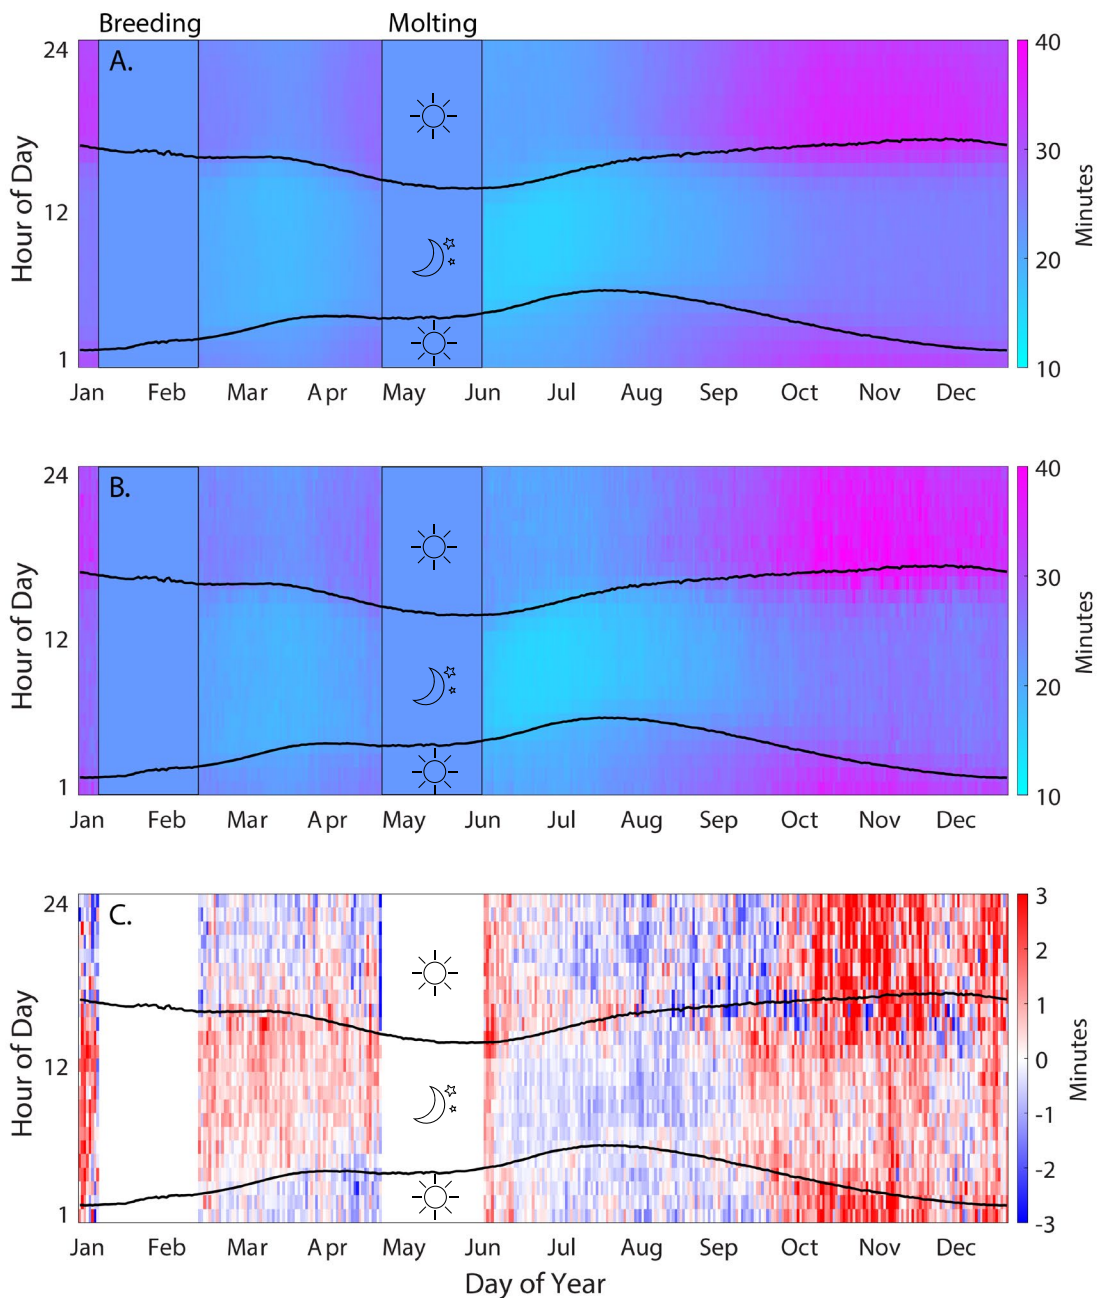 Breeding Molting
A.
24
12
1
Hour of Day
40
30
20
10
Minutes
Jan Feb Mar Apr May Jun Jul Aug Sep Oct Nov Dec
B.
24
12
1
Hour of Day
40
30
20
10
Minutes
Jan Feb Mar Apr May Jun Jul Aug Sep Oct Nov Dec
C.
24
12
1
Hour of Day
3
2
1
0
-1
-2
-3
Minutes
Jan Feb Mar Apr May Jun Jul Aug Sep Oct Nov Dec
Day of Year